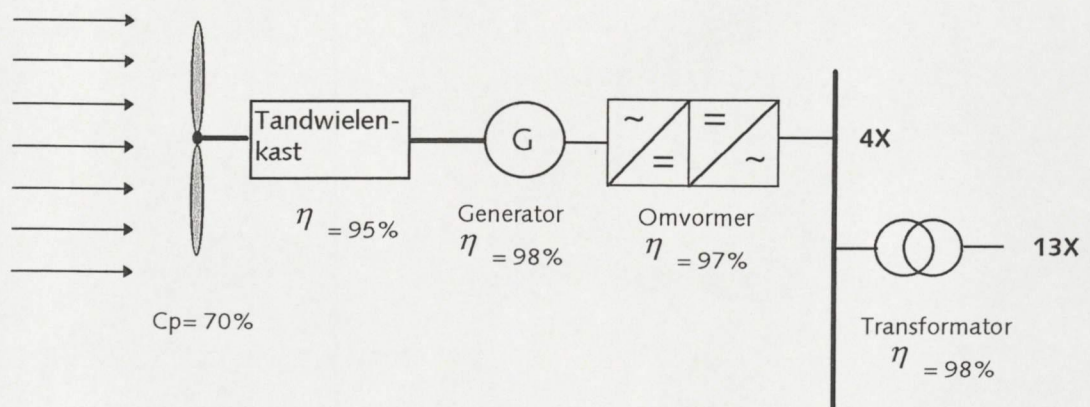 Tandwielen-
kast
η = 95%
G
Generator
η = 98%
~
=
=
~
Omvormer
η = 97%
4X
13X
Transformator
η = 98%
Cp= 70%